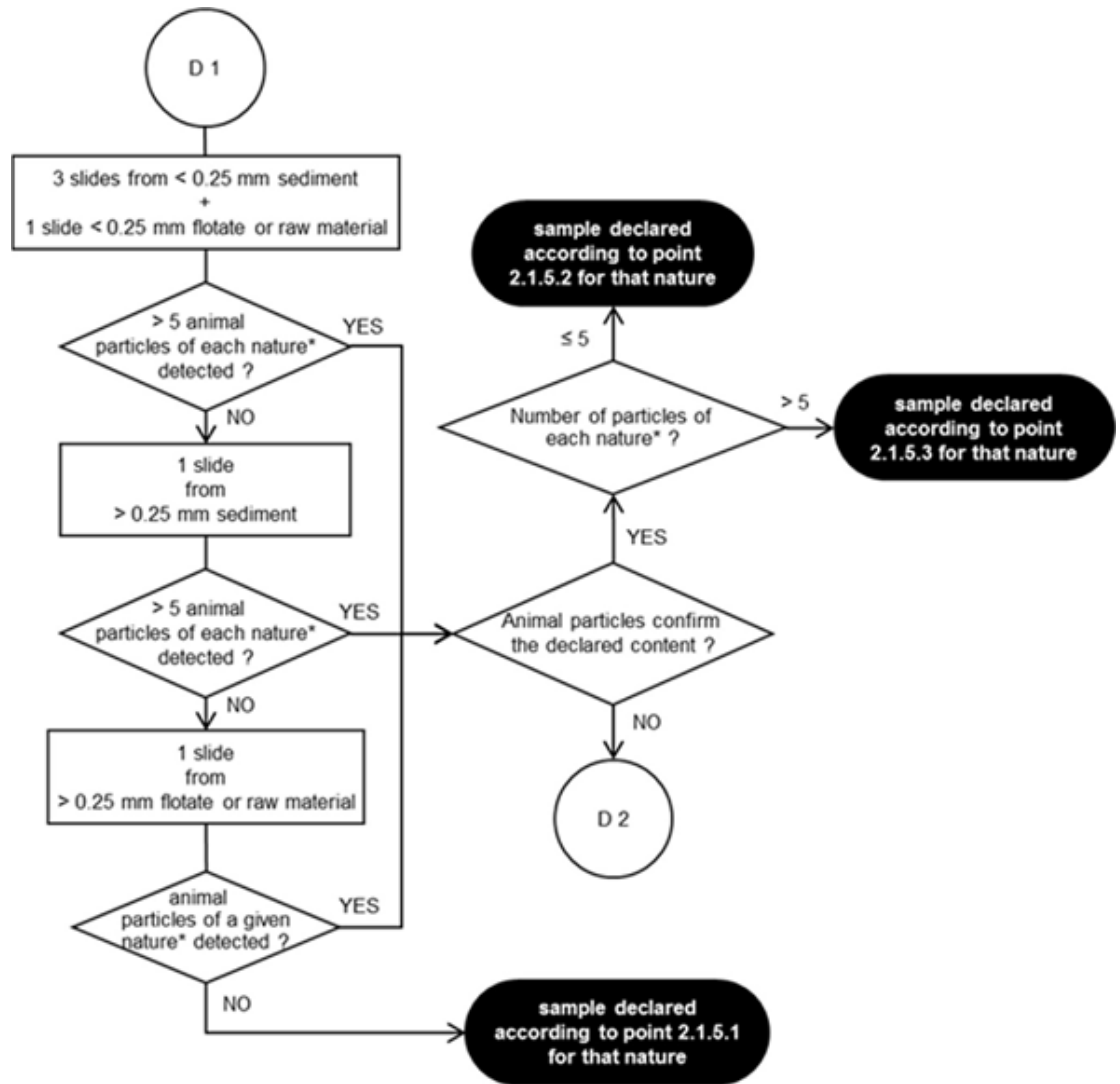 D 1
3 slides from < 0.25 mm sediment
+
1 slide < 0.25 mm flotate or raw material
> 5 animal
particles of each nature*
detected ?
YES
NO
1 slide
from
> 0.25 mm sediment
> 5 animal
particles of each nature*
detected ?
YES
NO
1 slide
from
> 0.25 mm flotate or raw material
animal
particles of a given
nature* detected ?
YES
NO
sample declared
according to point 2.1.5.1
for that nature
Animal particles confirm
the declared content ?
YES
NO
D 2
Number of particles of
each nature* ?
≤ 5
> 5
sample declared
according to point
2.1.5.2 for that nature
sample declared
according to point
2.1.5.3 for that nature